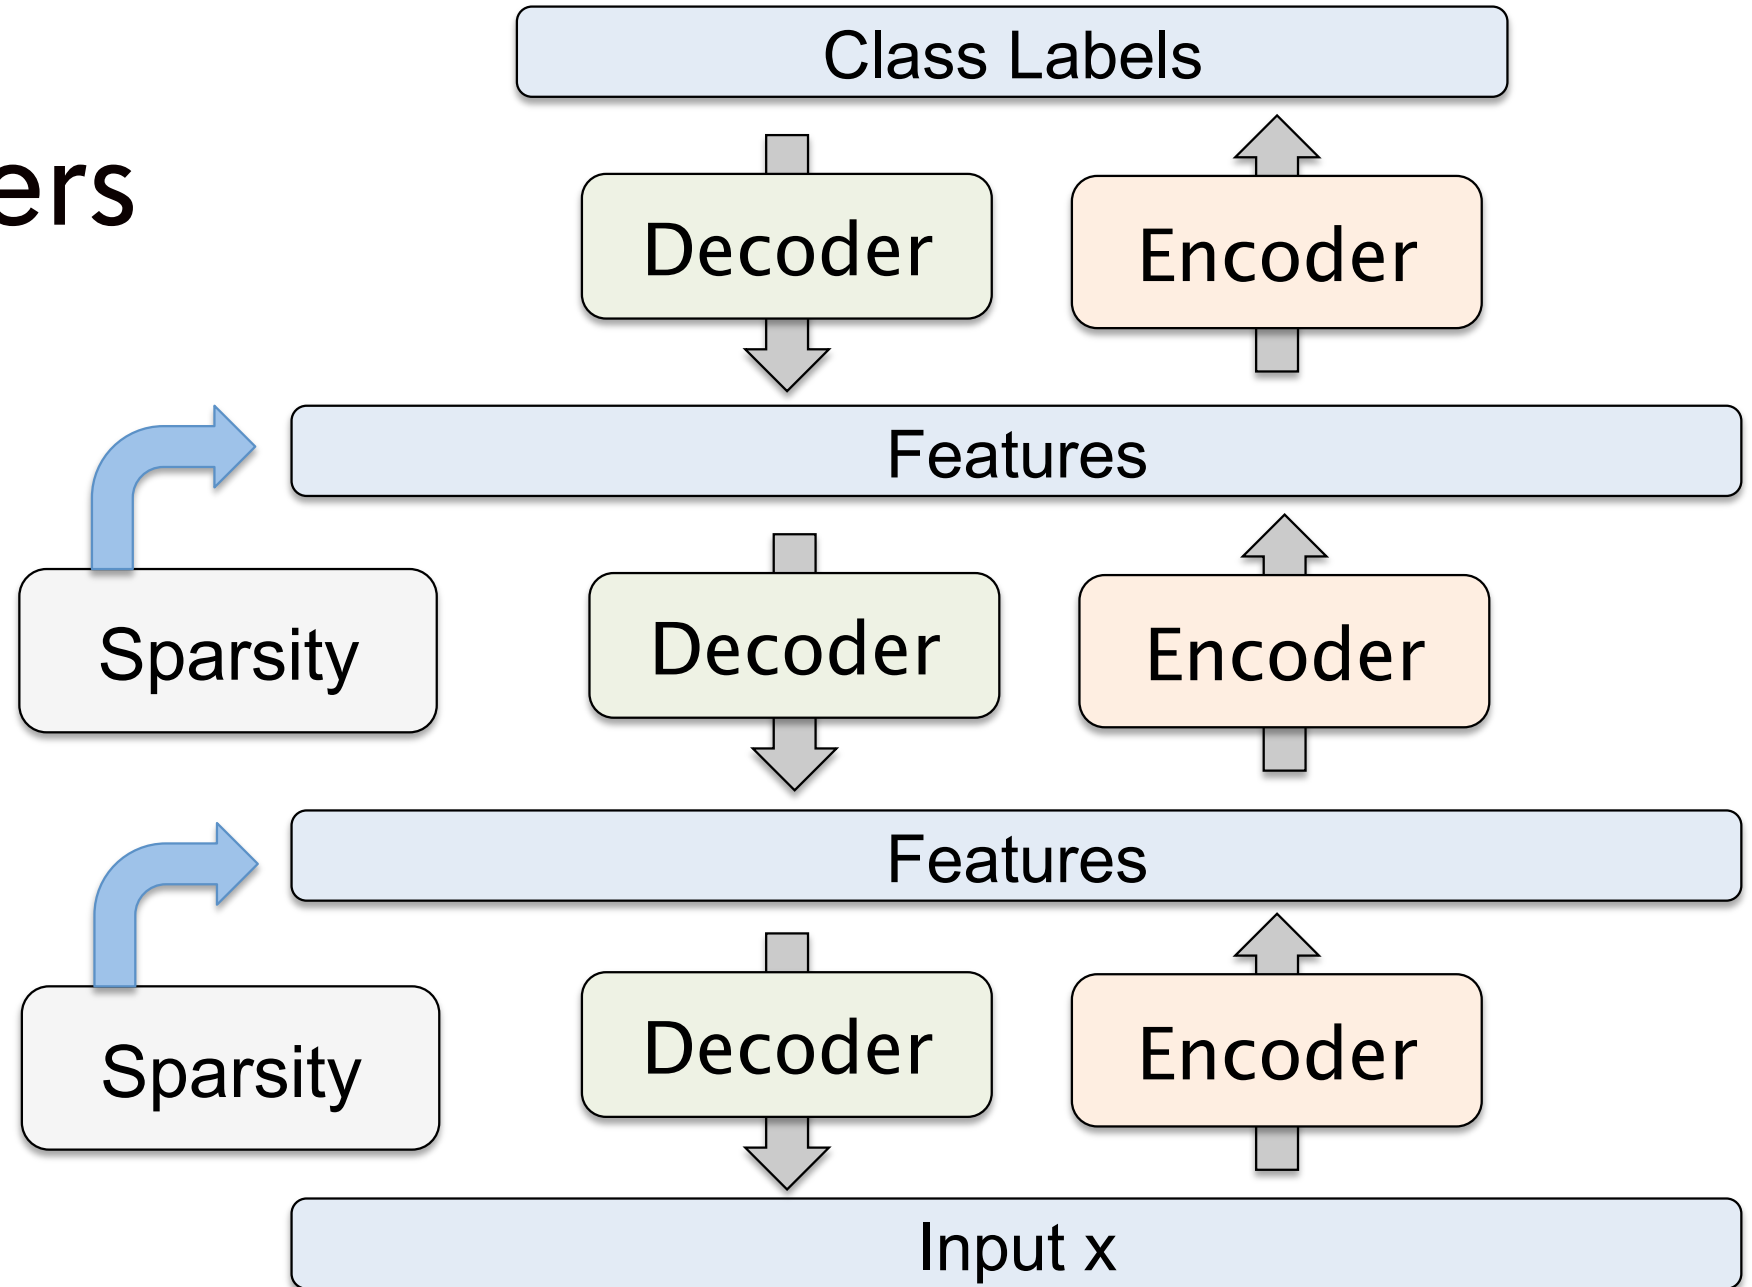 Class Labels
ers
Decoder
Encoder
Features
Sparsity
Decoder
Encoder
Features
Sparsity
Decoder
Encoder
Input x